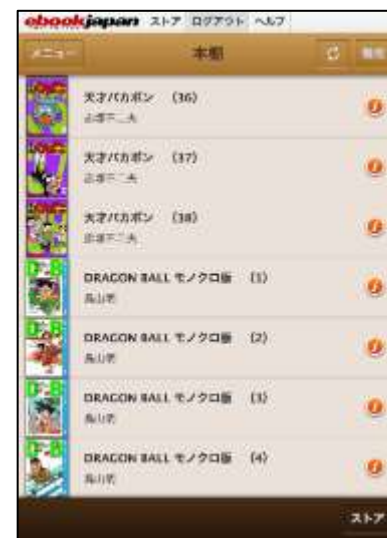 ebookjapan ストア ログアウト ヘルプ
メニュー 本棚
天才バカボン (36)
赤塚不二夫
天才バカボン (37)
赤塚不二夫
天才バカボン (38)
赤塚不二夫
DRAGON BALL モノクロ版 (1)
鳥山明
DRAGON BALL モノクロ版 (2)
鳥山明
DRAGON BALL モノクロ版 (3)
鳥山明
DRAGON BALL モノクロ版 (4)
鳥山明
ストア